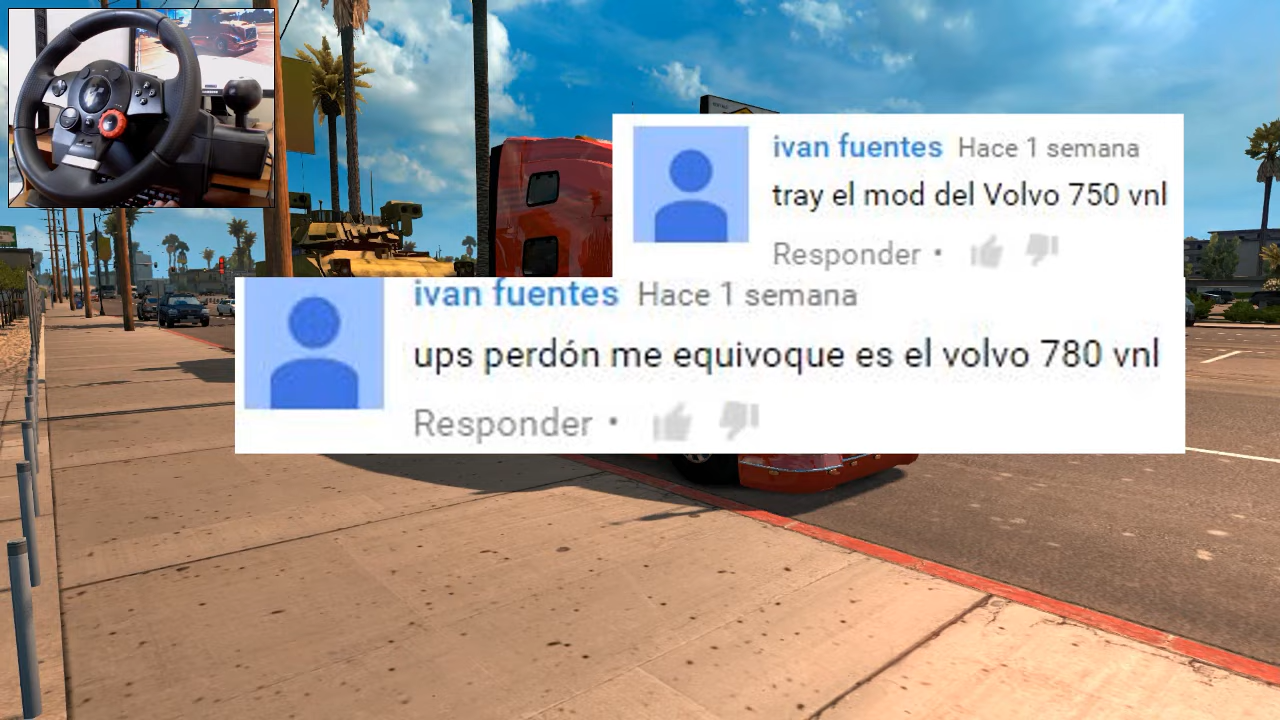 ivan fuentes Hace 1 semana
tray el mod del Volvo 750 vnl
Responder •
ivan fuentes Hace 1 semana
ups perdón me equivoque es el volvo 780 vnl
Responder •